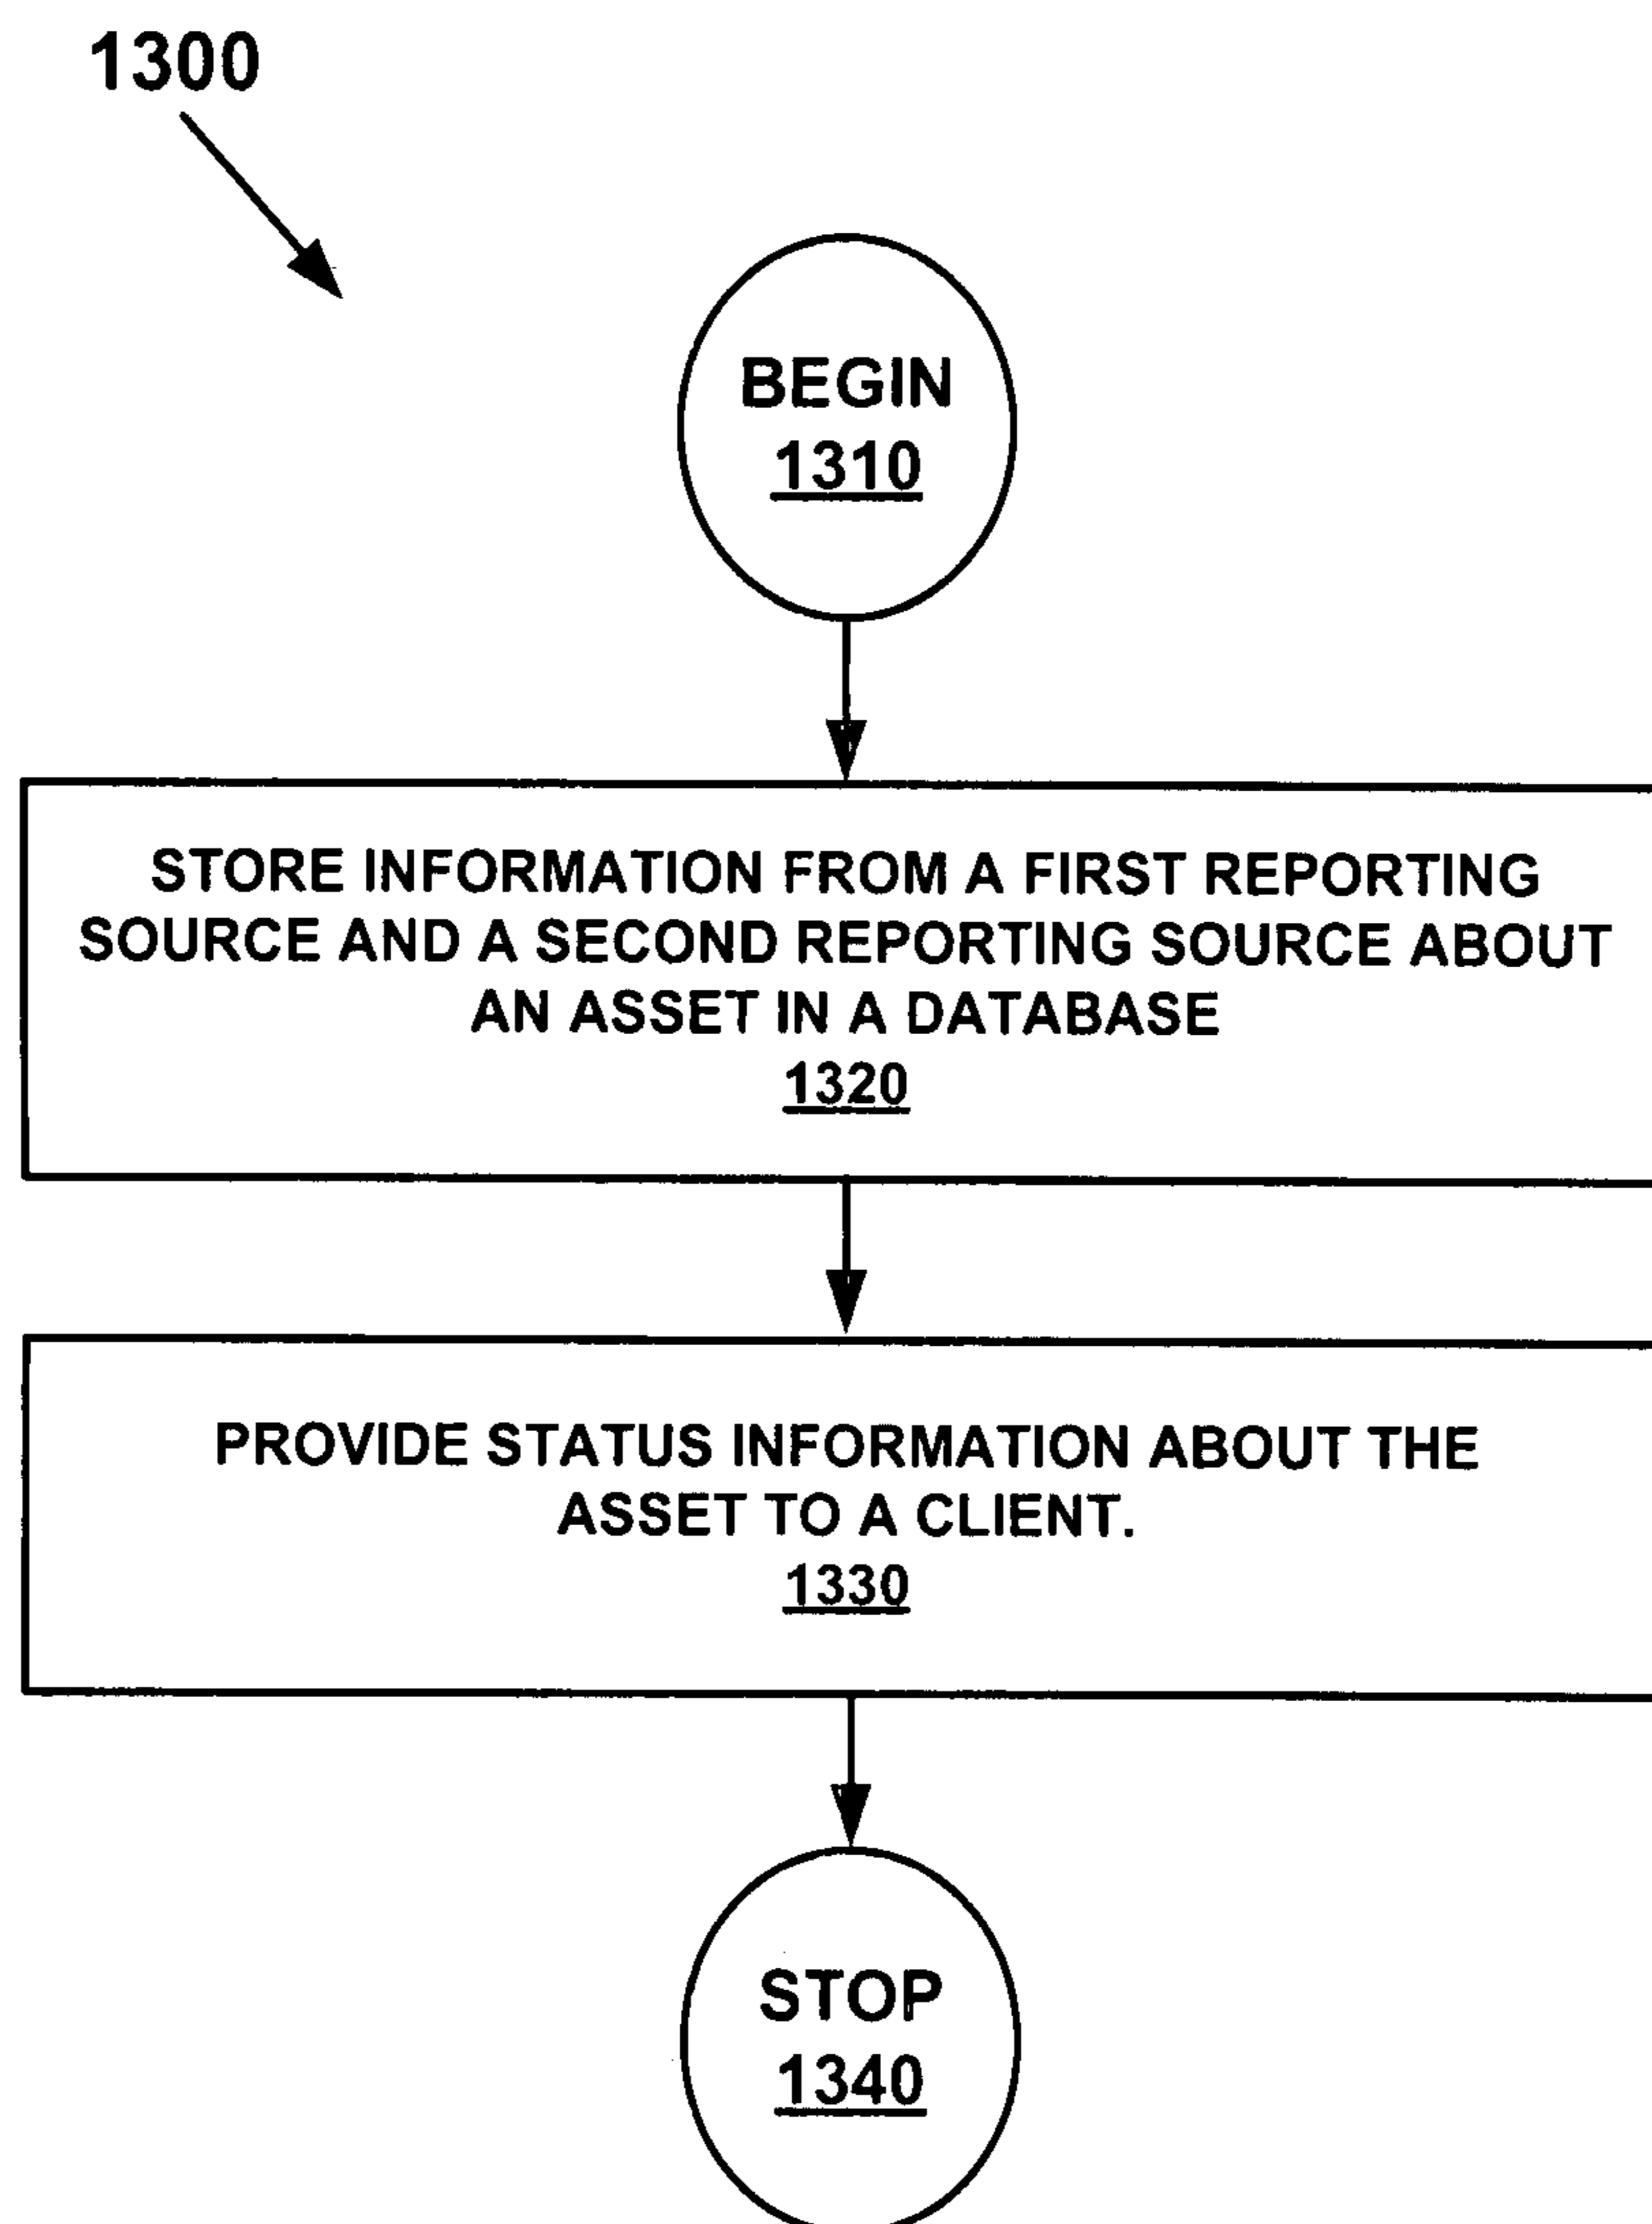 1300
BEGIN
1310
STORE INFORMATION FROM A FIRST REPORTING
SOURCE AND A SECOND REPORTING SOURCE ABOUT
AN ASSET IN A DATABASE
1320
PROVIDE STATUS INFORMATION ABOUT THE
ASSET TO A CLIENT.
1330
STOP
1340